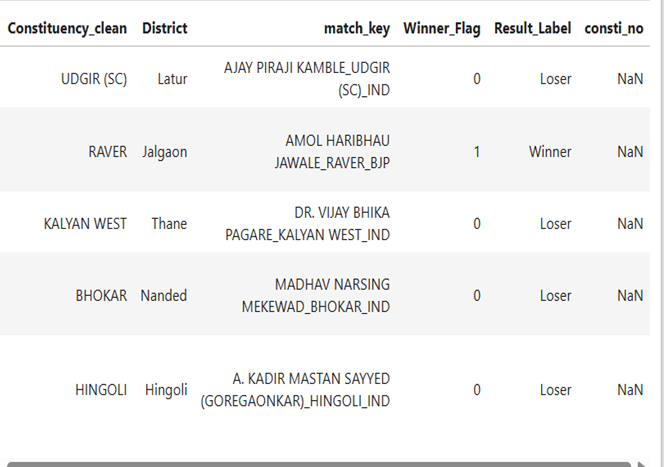 Constituency_clean District match_key Winner_Flag Result_Label consti_no
UDGIR (SC) Latur AJAY PIRAJI KAMBLE_UDGIR (SC)_IND 0 Loser NaN
RAVER Jalgaon AMOL HARIBHAU JAWALE_RAVER_BJP 1 Winner NaN
KALYAN WEST Thane DR. VIJAY BHIKA PAGARE_KALYAN WEST_IND 0 Loser NaN
BHOKAR Nanded MADHAV NARSING MEKEWAD_BHOKAR_IND 0 Loser NaN
HINGOLI Hingoli A. KADIR MASTAN SAYYED (GOREGAONKAR)_HINGOLI_IND 0 Loser NaN